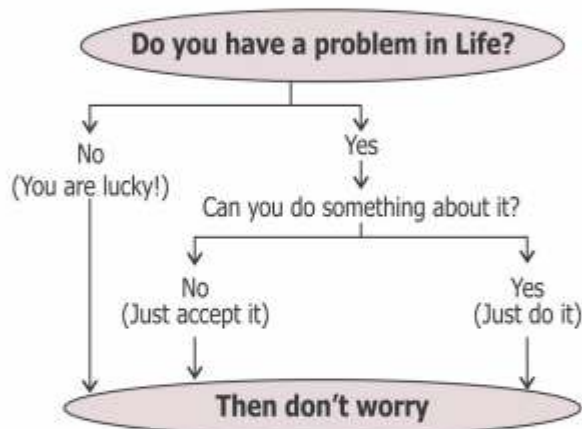 Do you have a problem in Life?
No
(You are lucky!)
Yes
Can you do something about it?
No
(Just accept it)
Yes
(Just do it)
Then don't worry